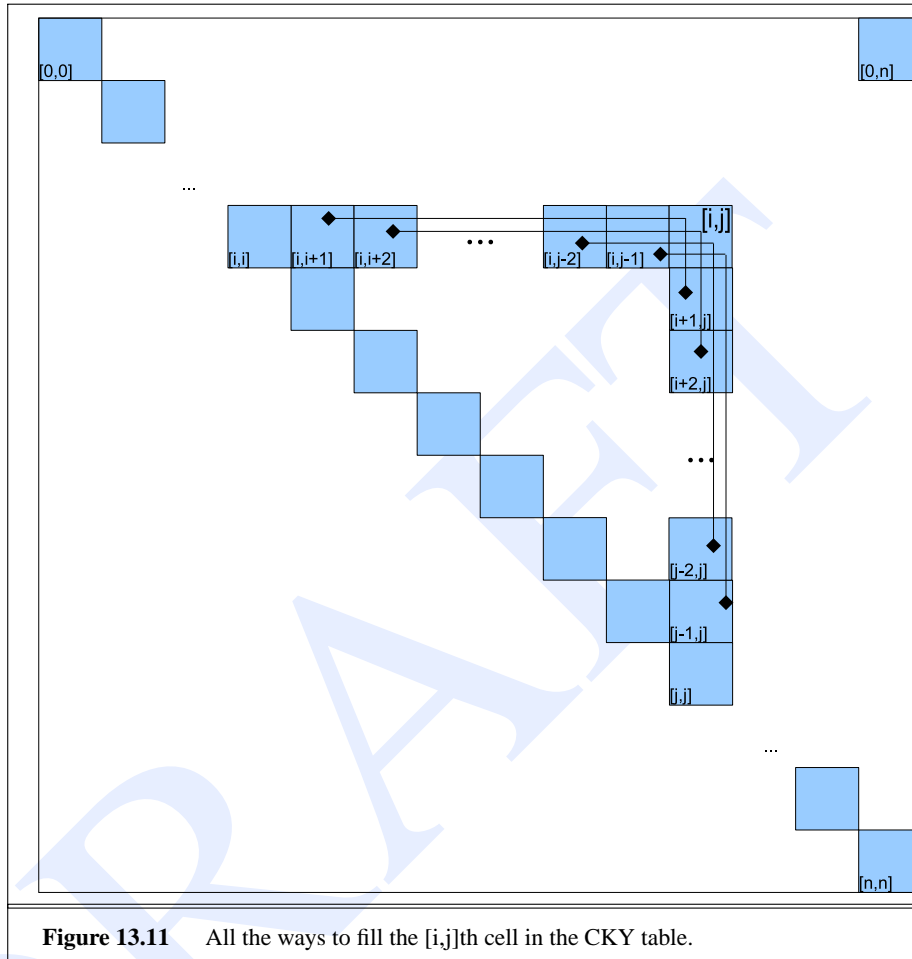 [0,0] [0,n]
...
[i,j]
[i,i] [i,i+1] [i,i+2] ... [i,j-2] [i,j-1]
[i+1,j]
[i+2,j]
...
[j-2,j]
[j-1,j]
[j,j]
...
[n,n]
DRAFT
Figure 13.11 All the ways to fill the [i,j]th cell in the CKY table.